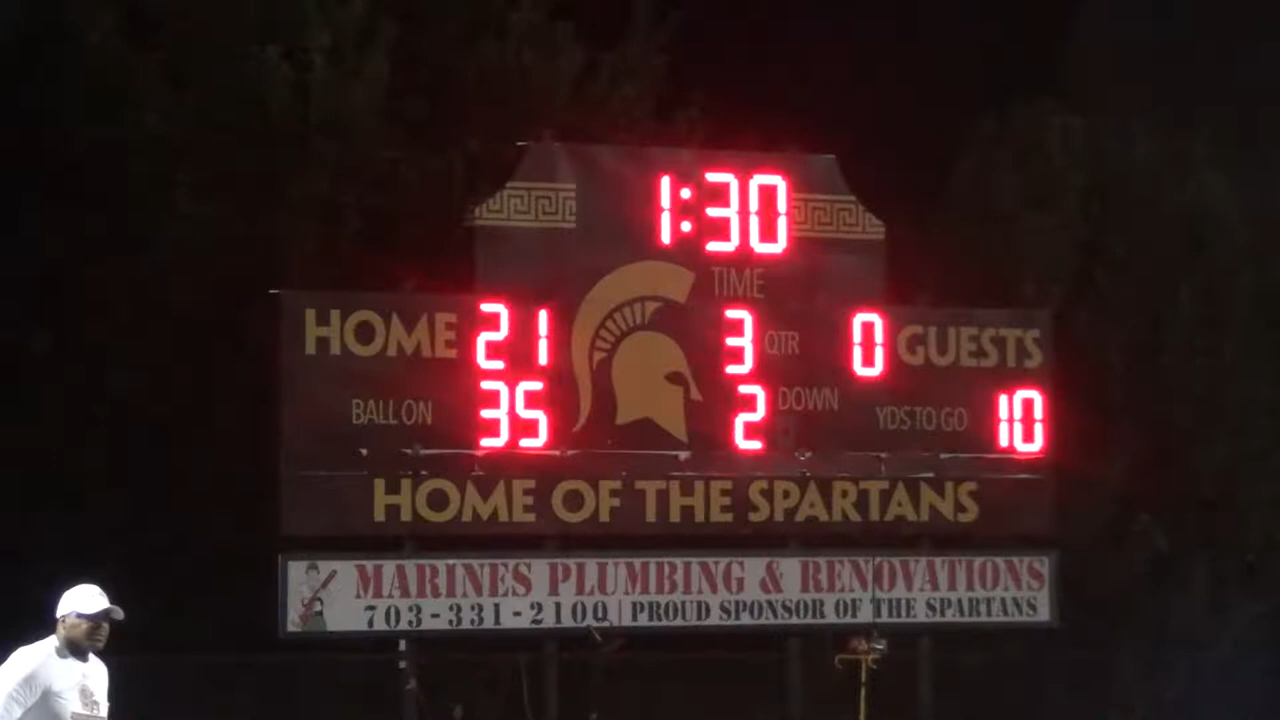 1:30
TIME
HOME 21 3 QTR 0 GUESTS
BALL ON 35 2 DOWN YDS TO GO 10
HOME OF THE SPARTANS
MARINES PLUMBING & RENOVATIONS
703-331-2100 | PROUD SPONSOR OF THE SPARTANS